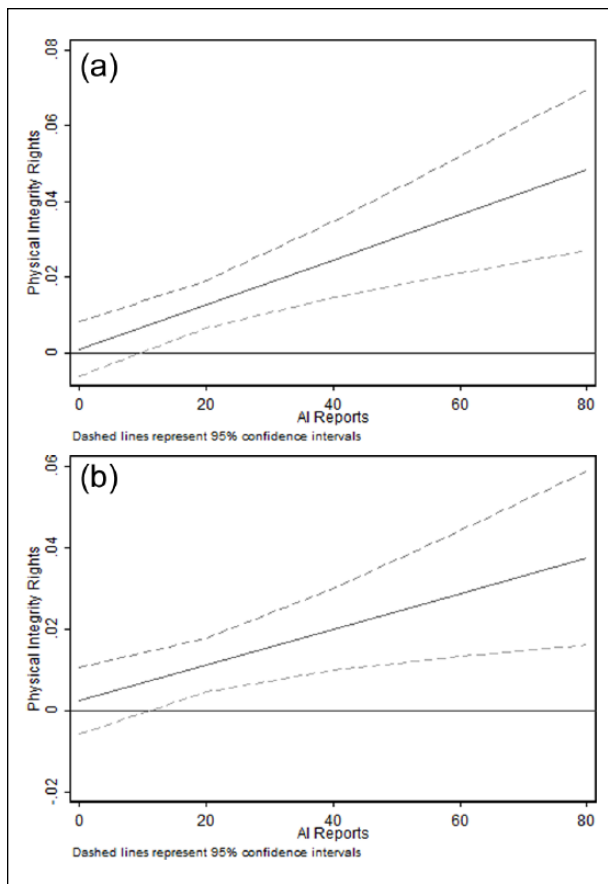 (a)
Physical Integrity Rights
.08
.06
.04
.02
0
0 20 40 60 80
AI Reports
Dashed lines represent 95% confidence intervals
(b)
Physical Integrity Rights
.06
.04
.02
0
-.02
0 20 40 60 80
AI Reports
Dashed lines represent 95% confidence intervals